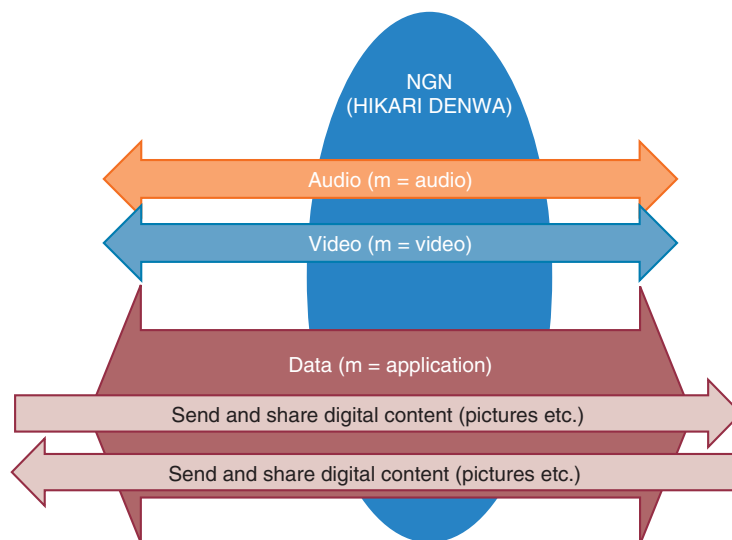 NGN
(HIKARI DENWA)
Audio (m = audio)
Video (m = video)
Data (m = application)
Send and share digital content (pictures etc.)
Send and share digital content (pictures etc.)